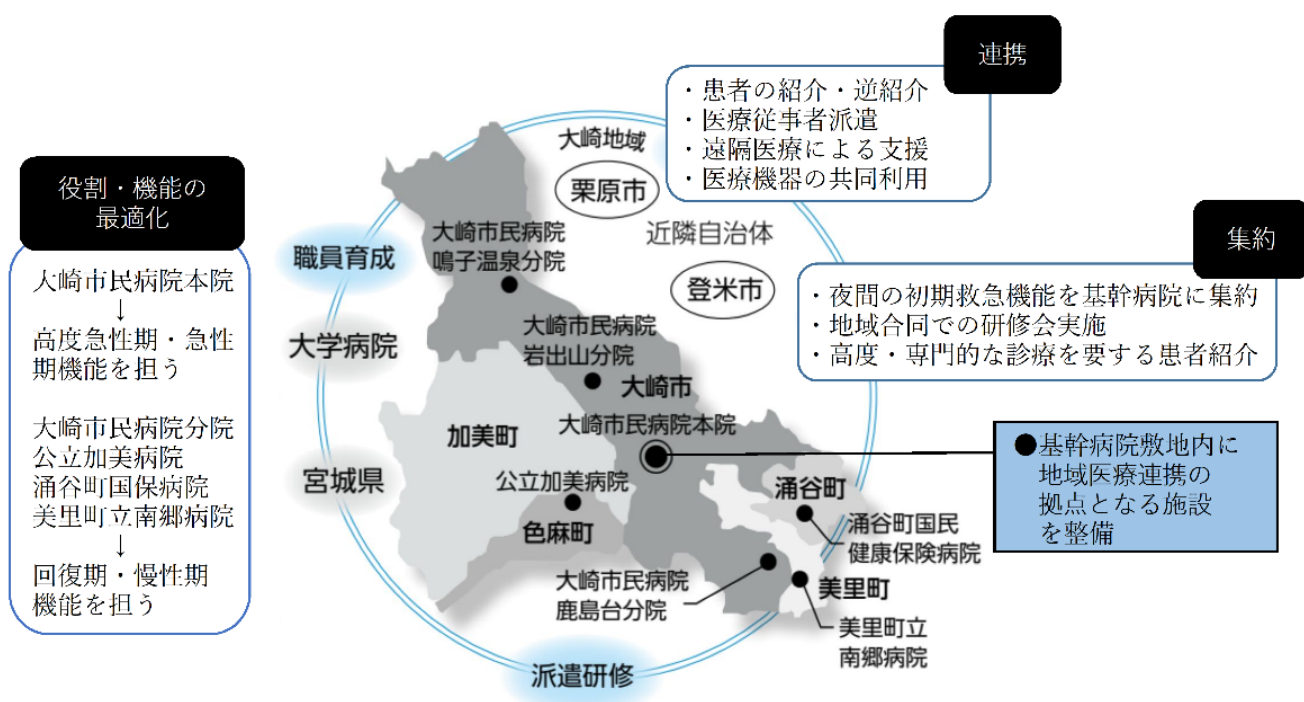 連携
・患者の紹介・逆紹介
・医療従事者派遣
・遠隔医療による支援
・医療機器の共同利用
役割・機能の
最適化
大崎市民病院本院
↓
高度急性期・急性
期機能を担う
大崎市民病院分院
公立加美病院
涌谷町国保病院
美里町立南郷病院
↓
回復期・慢性期
機能を担う
集約
・夜間の初期救急機能を基幹病院に集約
・地域合同での研修会実施
・高度・専門的な診療を要する患者紹介
●基幹病院敷地内に
地域医療連携の
拠点となる施設
を整備
大崎地域
栗原市
近隣自治体
登米市
職員育成
大学病院
宮城県
派遣研修
大崎市民病院
鳴子温泉分院
大崎市民病院
岩出山分院
大崎市
大崎市民病院本院
加美町
公立加美病院
色麻町
涌谷町
涌谷町国民
健康保険病院
大崎市民病院
鹿島台分院
美里町
美里町立
南郷病院